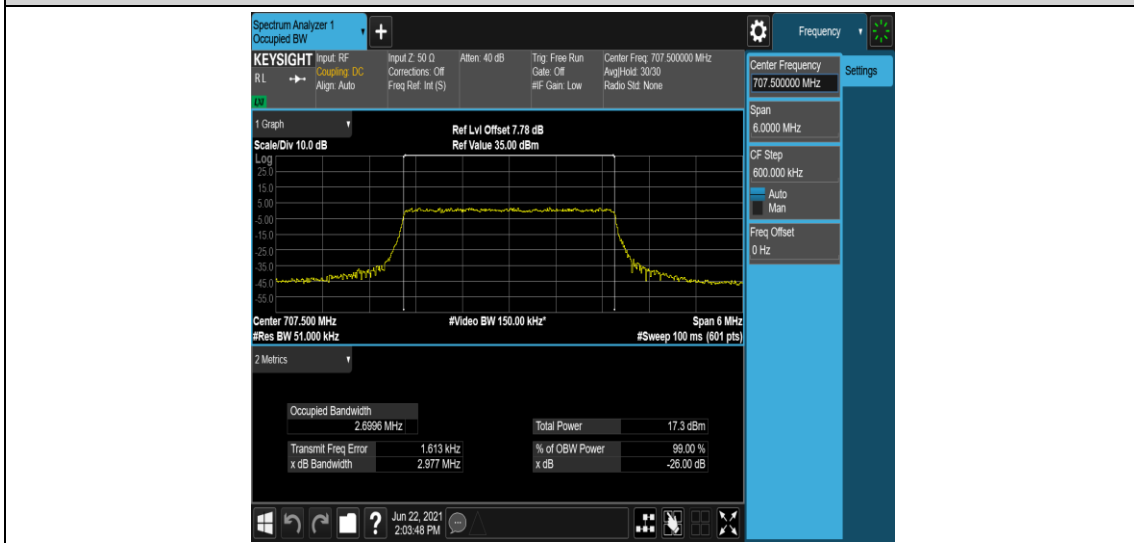 Spectrum Analyzer 1
Occupied BW
Frequency
KEYSIGHT
RL
Input: RF
Coupling: DC
Align: Auto
Input Z: 50 Ω
Corrections: Off
Freq Ref: Int (S)
Atten: 40 dB
Trig: Free Run
Gate: Off
#IF Gain: Low
Center Freq: 707.500000 MHz
Avg|Hold: 30/30
Radio Std: None
Center Frequency
707.500000 MHz
Settings
Span
6.0000 MHz
CF Step
600.000 kHz
Auto
Man
Freq Offset
0 Hz
1 Graph
Scale/Div 10.0 dB
Ref Lvl Offset 7.78 dB
Ref Value 35.00 dBm
Log
25.0
15.0
5.00
-5.00
-15.0
-25.0
-35.0
-45.0
-55.0
Center 707.500 MHz
#Video BW 150.00 kHz*
Span 6 MHz
#Res BW 51.000 kHz
#Sweep 100 ms (601 pts)
2 Metrics
Occupied Bandwidth
2.6996 MHz
Total Power 17.3 dBm
Transmit Freq Error 1.613 kHz
% of OBW Power 99.00 %
x dB Bandwidth 2.977 MHz
x dB -26.00 dB
Jun 22, 2021
2:03:48 PM